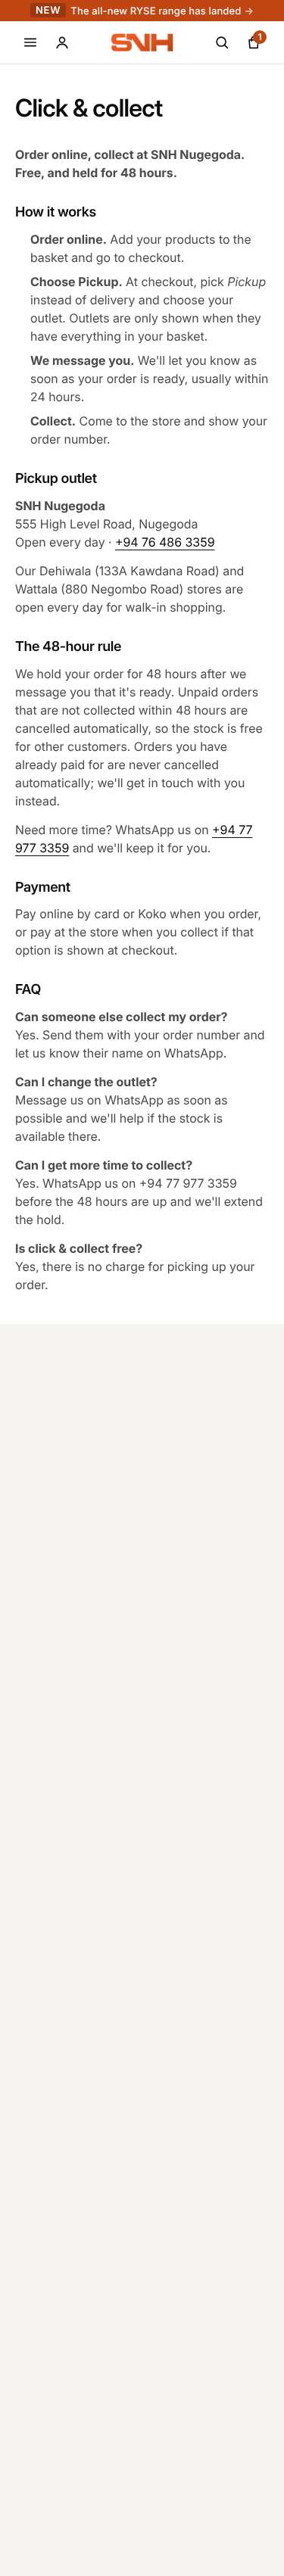 NEW The all-new RYSE range has landed →
SNH
1
Click & collect
Order online, collect at SNH Nugegoda.
Free, and held for 48 hours.
How it works
Order online. Add your products to the
basket and go to checkout.
Choose Pickup. At checkout, pick Pickup
instead of delivery and choose your
outlet. Outlets are only shown when they
have everything in your basket.
We message you. We'll let you know as
soon as your order is ready, usually within
24 hours.
Collect. Come to the store and show your
order number.
Pickup outlet
SNH Nugegoda
555 High Level Road, Nugegoda
Open every day · +94 76 486 3359
Our Dehiwala (133A Kawdana Road) and
Wattala (880 Negombo Road) stores are
open every day for walk-in shopping.
The 48-hour rule
We hold your order for 48 hours after we
message you that it's ready. Unpaid orders
that are not collected within 48 hours are
cancelled automatically, so the stock is free
for other customers. Orders you have
already paid for are never cancelled
automatically; we'll get in touch with you
instead.
Need more time? WhatsApp us on +94 77
977 3359 and we'll keep it for you.
Payment
Pay online by card or Koko when you order,
or pay at the store when you collect if that
option is shown at checkout.
FAQ
Can someone else collect my order?
Yes. Send them with your order number and
let us know their name on WhatsApp.
Can I change the outlet?
Message us on WhatsApp as soon as
possible and we'll help if the stock is
available there.
Can I get more time to collect?
Yes. WhatsApp us on +94 77 977 3359
before the 48 hours are up and we'll extend
the hold.
Is click & collect free?
Yes, there is no charge for picking up your
order.